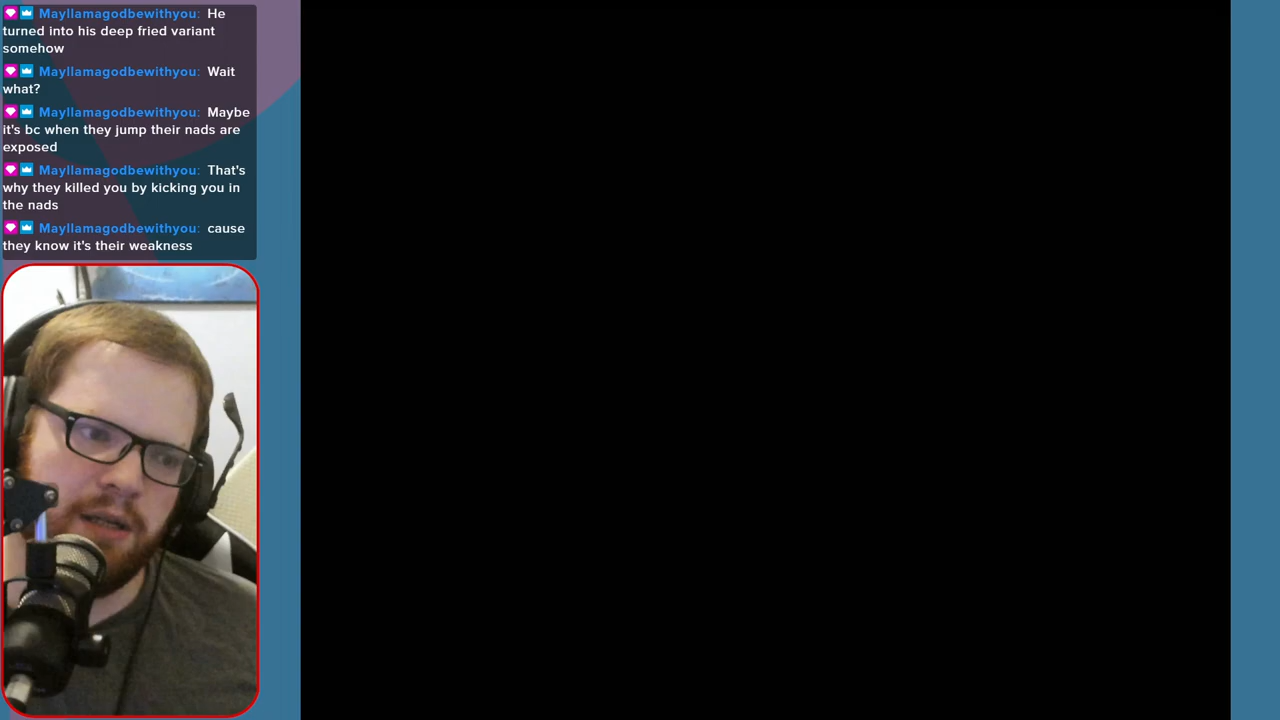 Mayllamagodbewithyou: He
turned into his deep fried variant
somehow
Mayllamagodbewithyou: Wait
what?
Mayllamagodbewithyou: Maybe
it's bc when they jump their nads are
exposed
Mayllamagodbewithyou: That's
why they killed you by kicking you in
the nads
Mayllamagodbewithyou: cause
they know it's their weakness